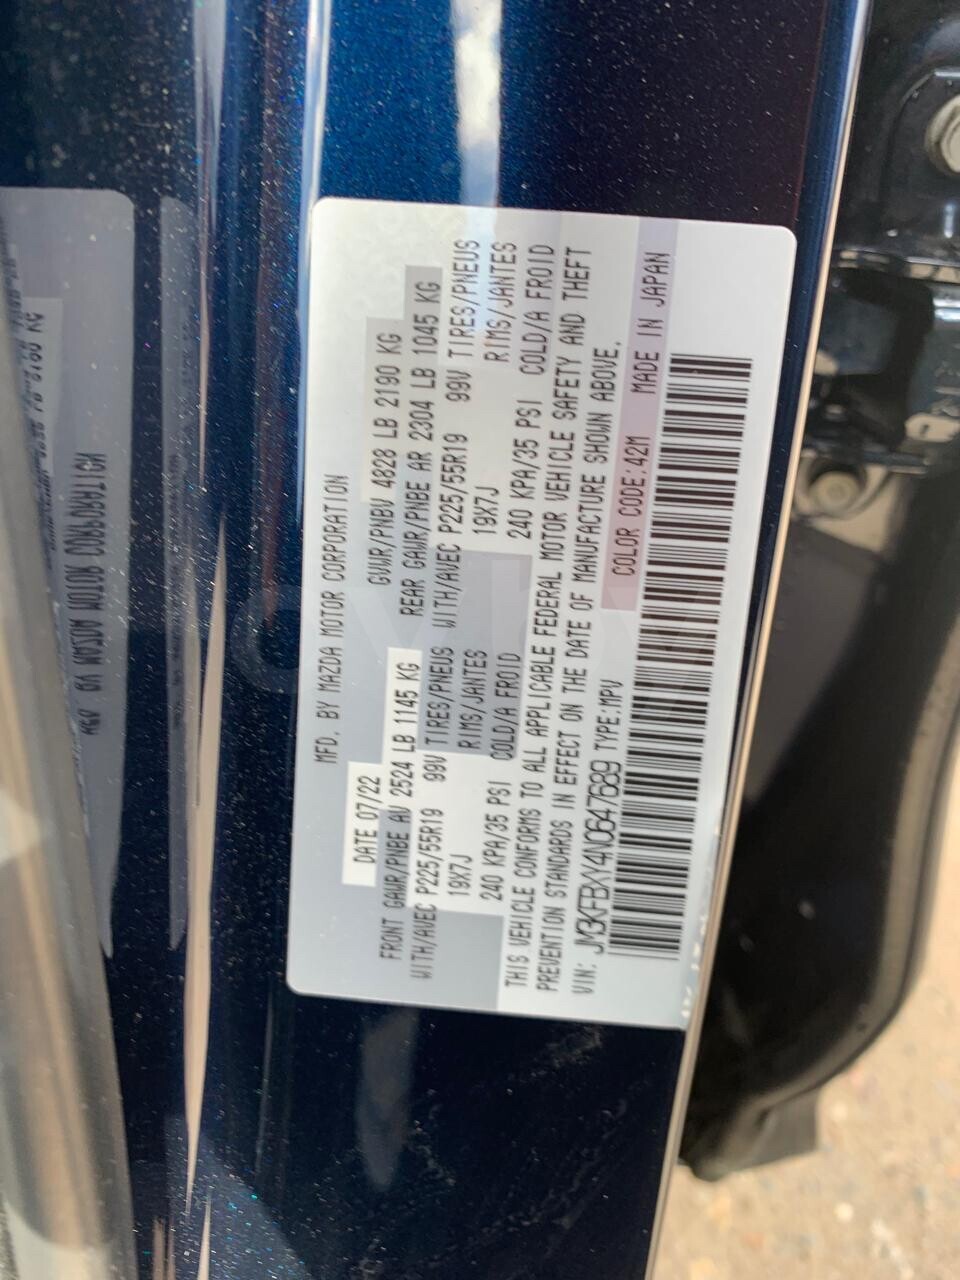 MFD. BY MAZDA MOTOR CORPORATION
DATE 07/22 GVWR/PNBV 4828 LB 2190 KG
FRONT GAWR/PNBE AV 2524 LB 1145 KG REAR GAWR/PNBE AR 2304 LB 1045 KG
WITH/AVEC P225/55R19 99V TIRES/PNEUS WITH/AVEC P225/55R19 99V TIRES/PNEUS
19X7J RIMS/JANTES 19X7J RIMS/JANTES
240 KPA/35 PSI COLD/A FROID 240 KPA/35 PSI COLD/A FROID
THIS VEHICLE CONFORMS TO ALL APPLICABLE FEDERAL MOTOR VEHICLE SAFETY AND THEFT
PREVENTION STANDARDS IN EFFECT ON THE DATE OF MANUFACTURE SHOWN ABOVE.
VIN: JM3KFBXY4N0647689 TYPE:MPV COLOR CODE:42M MADE IN JAPAN